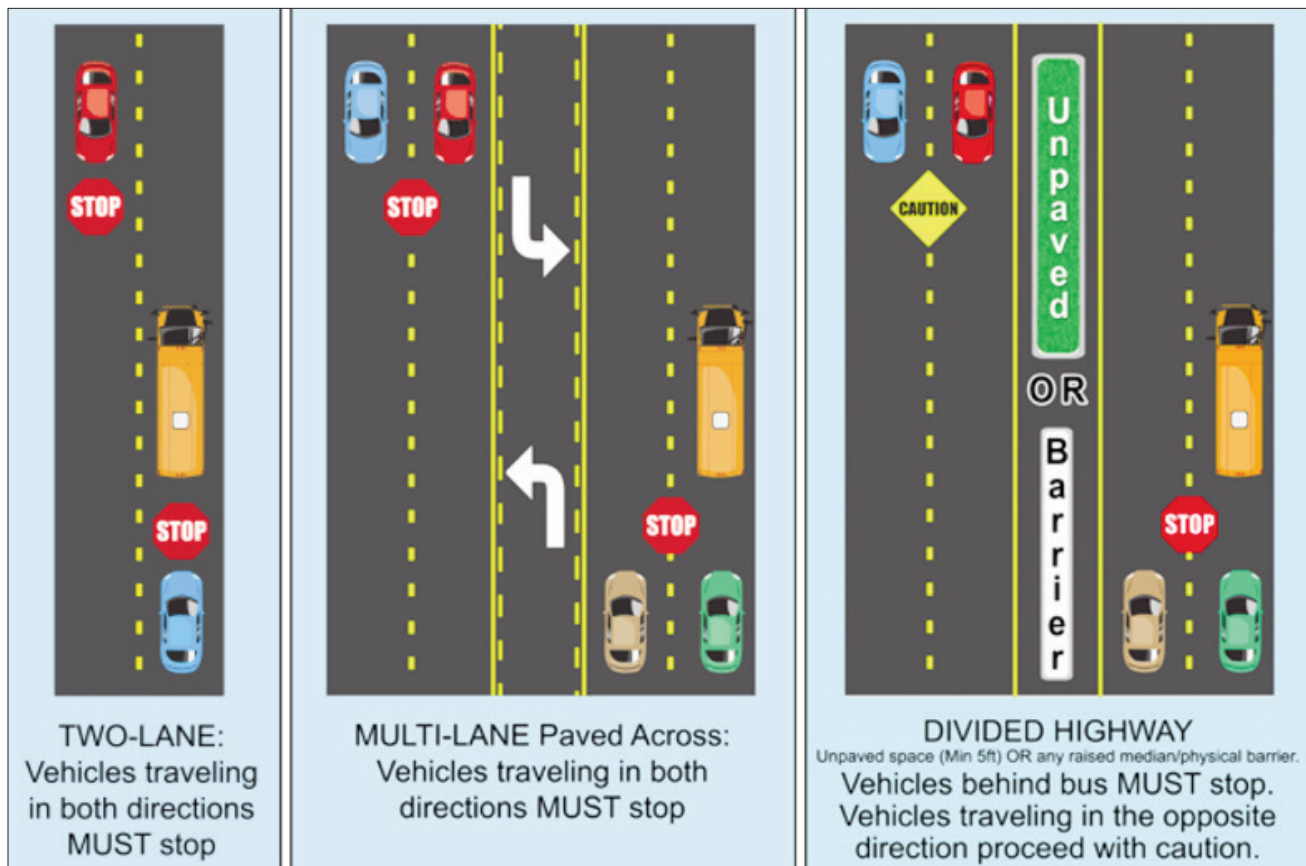 STOP
STOP
TWO-LANE:
Vehicles traveling
in both directions
MUST stop
STOP
STOP
MULTI-LANE Paved Across:
Vehicles traveling in both
directions MUST stop
CAUTION
Unpaved
OR
Barrier
STOP
DIVIDED HIGHWAY
Unpaved space (Min 5ft) OR any raised median/physical barrier.
Vehicles behind bus MUST stop.
Vehicles traveling in the opposite
direction proceed with caution.